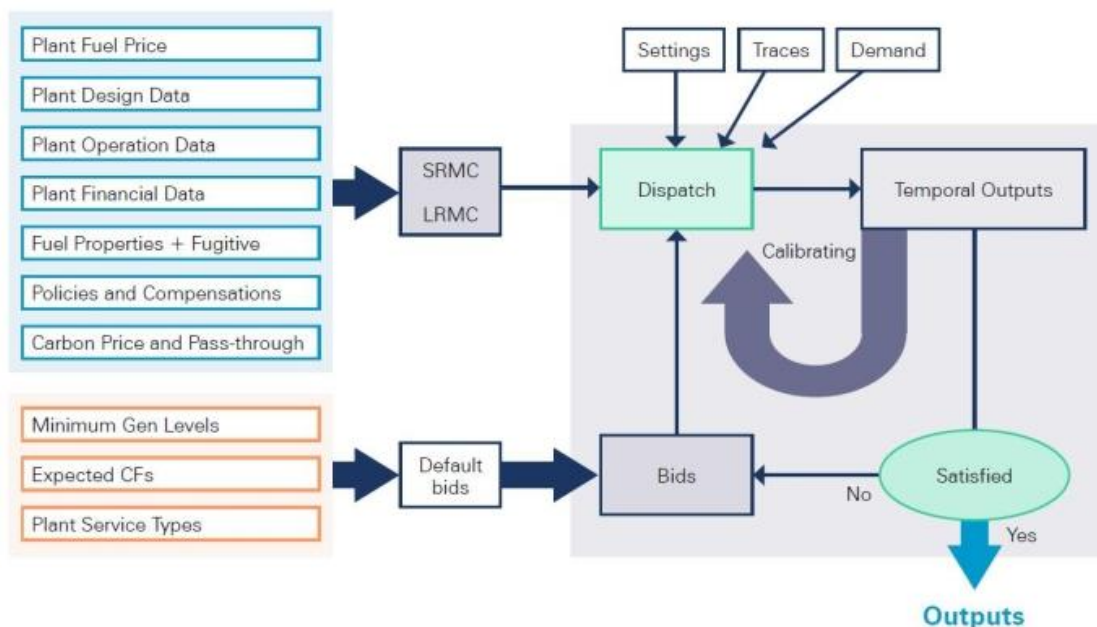 Plant Fuel Price
Plant Design Data
Plant Operation Data
Plant Financial Data
Fuel Properties + Fugitive
Policies and Compensations
Carbon Price and Pass-through
Minimum Gen Levels
Expected CFs
Plant Service Types
SRMC
LRMC
Default
bids
Settings
Traces
Demand
Dispatch
Temporal Outputs
Calibrating
Bids
No
Satisfied
Yes
Outputs